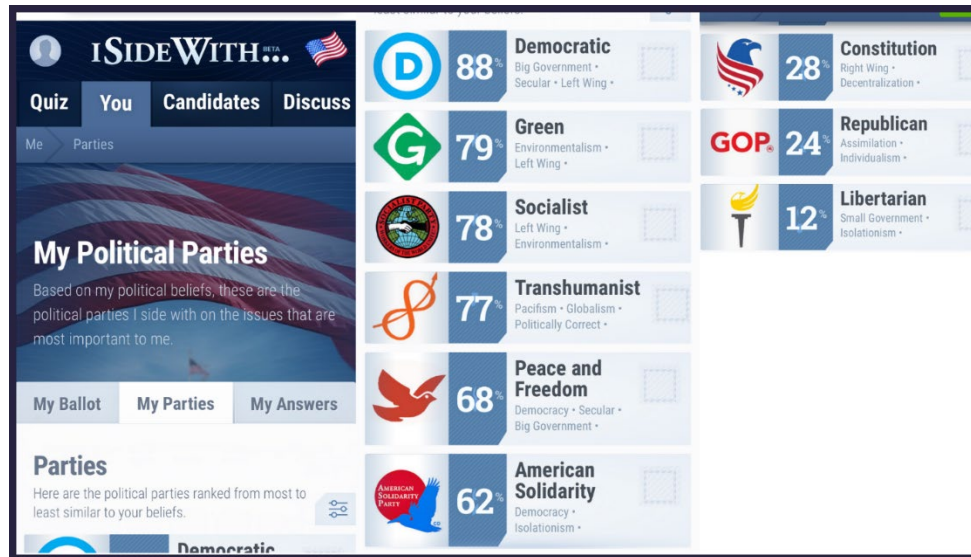 iSideWith... BETA
Quiz You Candidates Discuss
Me Parties
My Political Parties
Based on my political beliefs, these are the
political parties I side with on the issues that are
most important to me.
My Ballot My Parties My Answers
Parties
Here are the political parties ranked from most to
least similar to your beliefs.
Democratic
least similar to your beliefs.
D
88%
Democratic
Big Government •
Secular • Left Wing •
G
79%
Green
Environmentalism •
Left Wing •
78%
Socialist
Left Wing •
Environmentalism •
77%
Transhumanist
Pacifism • Globalism •
Politically Correct •
68%
Peace and
Freedom
Democracy • Secular •
Big Government •
AMERICAN
SOLIDARITY
PARTY
62%
American
Solidarity
Democracy •
Isolationism •
28%
Constitution
Right Wing •
Decentralization •
GOP
24%
Republican
Assimilation •
Individualism •
12%
Libertarian
Small Government •
Isolationism •